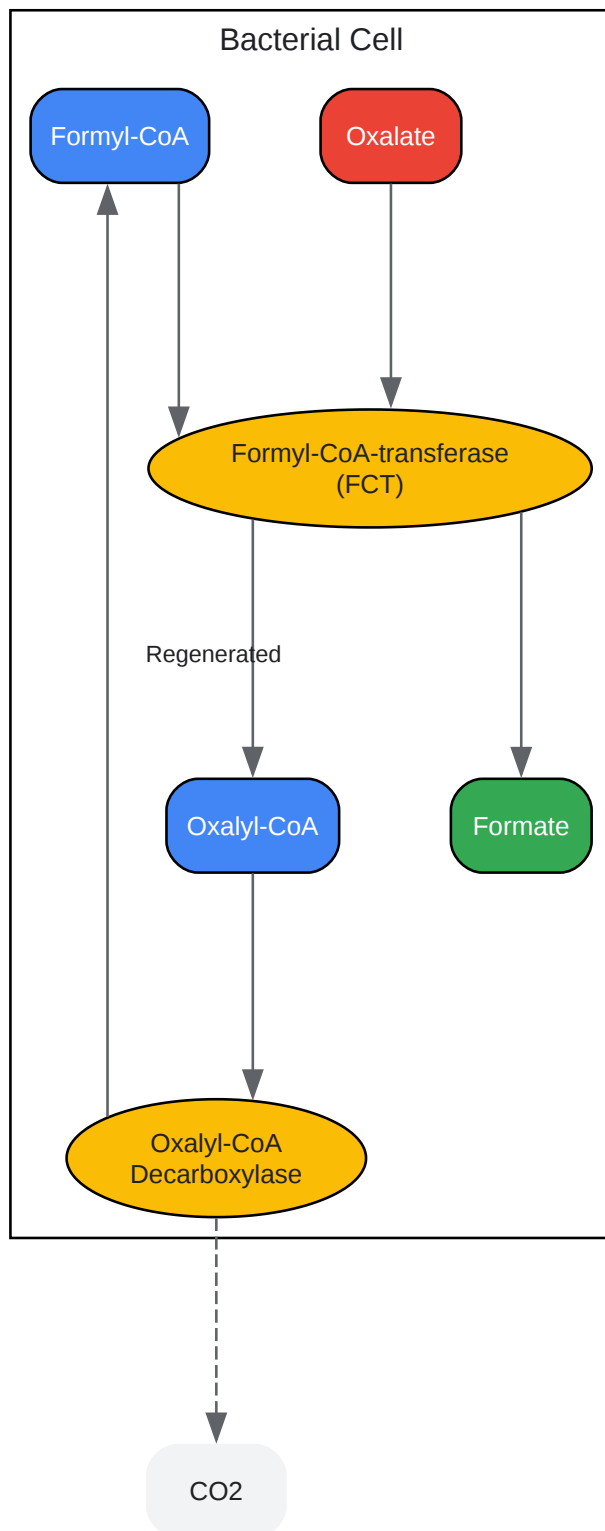 Bacterial Cell
Formyl-CoA
Oxalate
Formyl-CoA-transferase
(FCT)
Regenerated
Oxalyl-CoA
Formate
Oxalyl-CoA
Decarboxylase
CO2